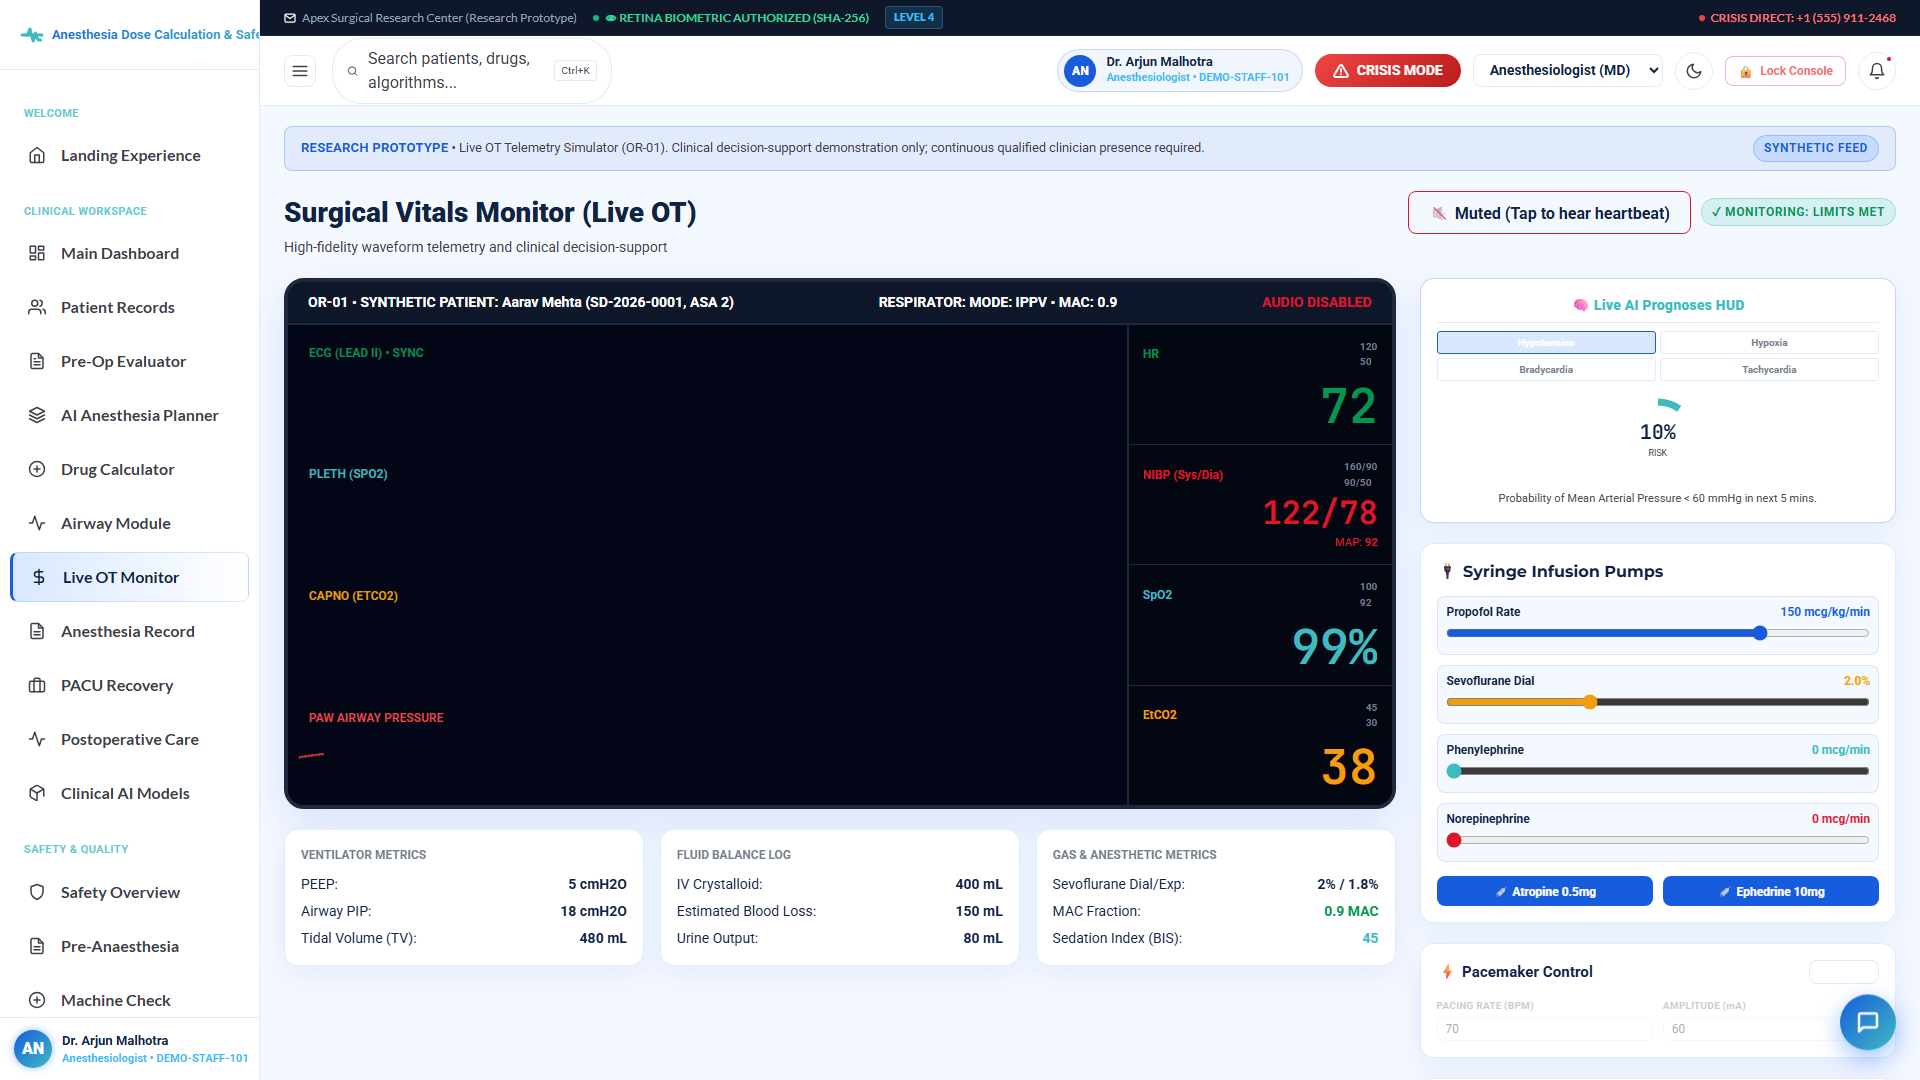 Anesthesia Dose Calculation & Safe
WELCOME
Landing Experience
CLINICAL WORKSPACE
Main Dashboard
Patient Records
Pre-Op Evaluator
AI Anesthesia Planner
Drug Calculator
Airway Module
Live OT Monitor
Anesthesia Record
PACU Recovery
Postoperative Care
Clinical AI Models
SAFETY & QUALITY
Safety Overview
Pre-Anaesthesia
Machine Check
AN
Dr. Arjun Malhotra
Anesthesiologist • DEMO-STAFF-101
Apex Surgical Research Center (Research Prototype)
RETINA BIOMETRIC AUTHORIZED (SHA-256)
LEVEL 4
CRISIS DIRECT: +1 (555) 911-2468
Search patients, drugs, algorithms...
Ctrl+K
AN
Dr. Arjun Malhotra
Anesthesiologist • DEMO-STAFF-101
CRISIS MODE
Anesthesiologist (MD)
Lock Console
RESEARCH PROTOTYPE • Live OT Telemetry Simulator (OR-01). Clinical decision-support demonstration only; continuous qualified clinician presence required.
SYNTHETIC FEED
Surgical Vitals Monitor (Live OT)
High-fidelity waveform telemetry and clinical decision-support
Muted (Tap to hear heartbeat)
✓ MONITORING: LIMITS MET
OR-01 • SYNTHETIC PATIENT: Aarav Mehta (SD-2026-0001, ASA 2)
RESPIRATOR: MODE: IPPV • MAC: 0.9
AUDIO DISABLED
ECG (LEAD II) • SYNC
PLETH (SPO2)
CAPNO (ETCO2)
PAW AIRWAY PRESSURE
HR
120
50
72
NIBP (Sys/Dia)
160/90
90/50
122/78
MAP: 92
SpO2
100
92
99%
EtCO2
45
30
38
VENTILATOR METRICS
PEEP: 5 cmH2O
Airway PIP: 18 cmH2O
Tidal Volume (TV): 480 mL
FLUID BALANCE LOG
IV Crystalloid: 400 mL
Estimated Blood Loss: 150 mL
Urine Output: 80 mL
GAS & ANESTHETIC METRICS
Sevoflurane Dial/Exp: 2% / 1.8%
MAC Fraction: 0.9 MAC
Sedation Index (BIS): 45
Live AI Prognoses HUD
Hypotension
Hypoxia
Bradycardia
Tachycardia
10%
RISK
Probability of Mean Arterial Pressure < 60 mmHg in next 5 mins.
Syringe Infusion Pumps
Propofol Rate 150 mcg/kg/min
Sevoflurane Dial 2.0%
Phenylephrine 0 mcg/min
Norepinephrine 0 mcg/min
Atropine 0.5mg
Ephedrine 10mg
Pacemaker Control
PACING RATE (BPM)
70
AMPLITUDE (mA)
60